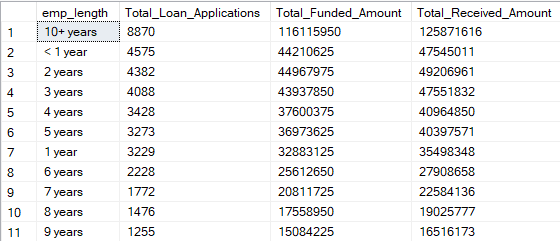 emp_length Total_Loan_Applications Total_Funded_Amount Total_Received_Amount
1 10+ years 8870 116115950 125871616
2 < 1 year 4575 44210625 47545011
3 2 years 4382 44967975 49206961
4 3 years 4088 43937850 47551832
5 4 years 3428 37600375 40964850
6 5 years 3273 36973625 40397571
7 1 year 3229 32883125 35498348
8 6 years 2228 25612650 27908658
9 7 years 1772 20811725 22584136
10 8 years 1476 17558950 19025777
11 9 years 1255 15084225 16516173